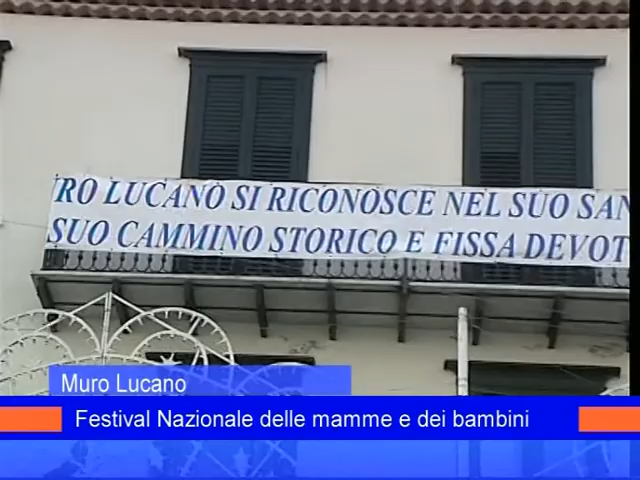 RO LUCANO SI RICONOSCE NEL SUO SAN
SUO CAMMINO STORICO E FISSA DEVOT
Muro Lucano
Festival Nazionale delle mamme e dei bambini